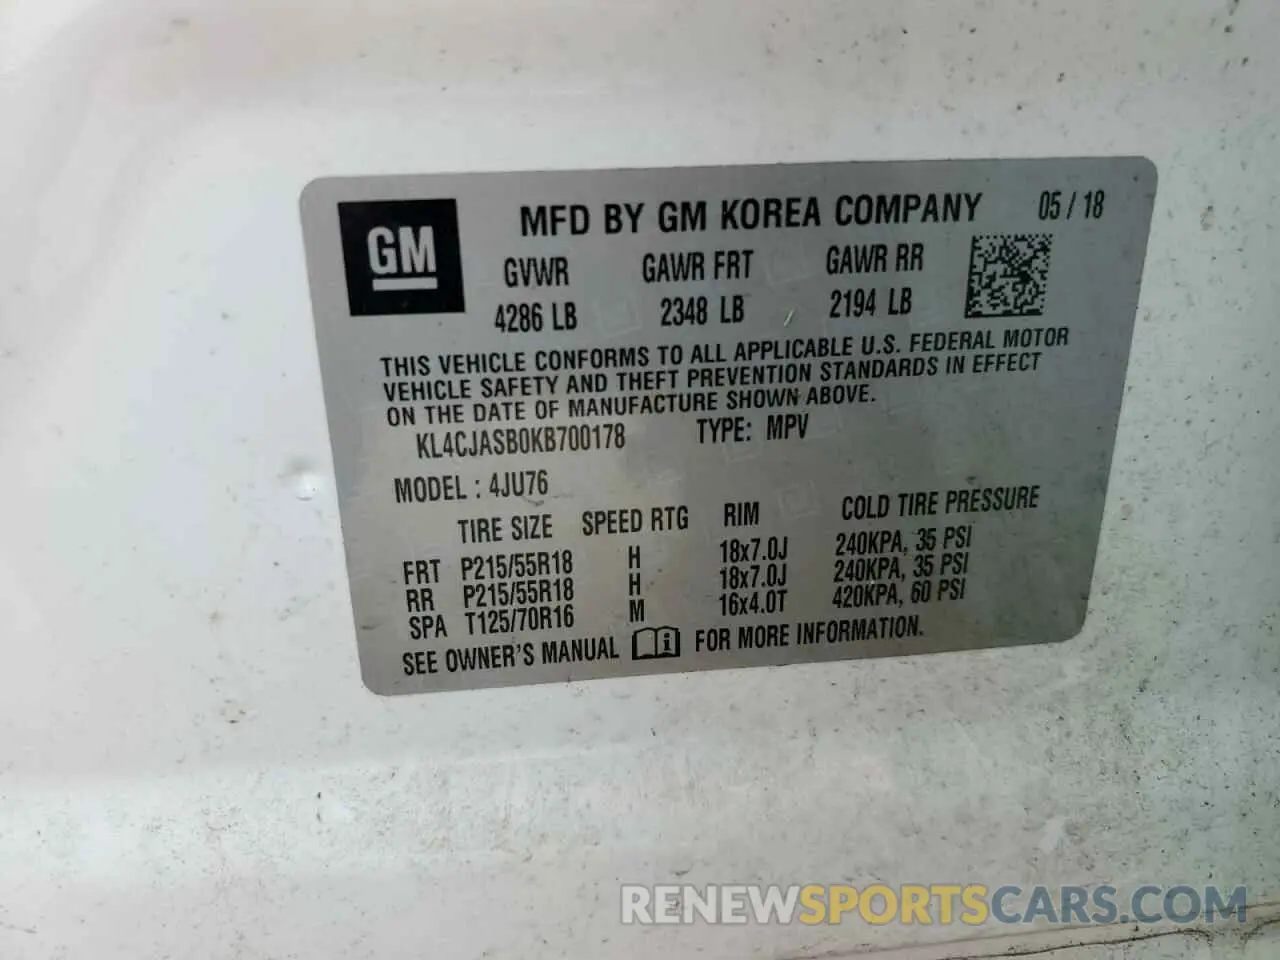 GM
MFD BY GM KOREA COMPANY 05 / 18
GVWR GAWR FRT GAWR RR
4286 LB 2348 LB 2194 LB
THIS VEHICLE CONFORMS TO ALL APPLICABLE U.S. FEDERAL MOTOR
VEHICLE SAFETY AND THEFT PREVENTION STANDARDS IN EFFECT
ON THE DATE OF MANUFACTURE SHOWN ABOVE.
KL4CJASB0KB700178 TYPE: MPV
MODEL : 4JU76
TIRE SIZE SPEED RTG RIM COLD TIRE PRESSURE
FRT P215/55R18 H 18x7.0J 240KPA, 35 PSI
RR P215/55R18 H 18x7.0J 240KPA, 35 PSI
SPA T125/70R16 M 16x4.0T 420KPA, 60 PSI
SEE OWNER'S MANUAL FOR MORE INFORMATION.
RENEWSPORTSCARS.COM